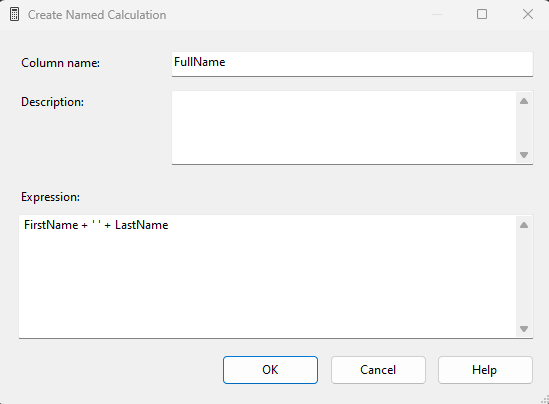 Create Named Calculation
Column name: FullName
Description:
Expression:
FirstName + ' ' + LastName
OK Cancel Help